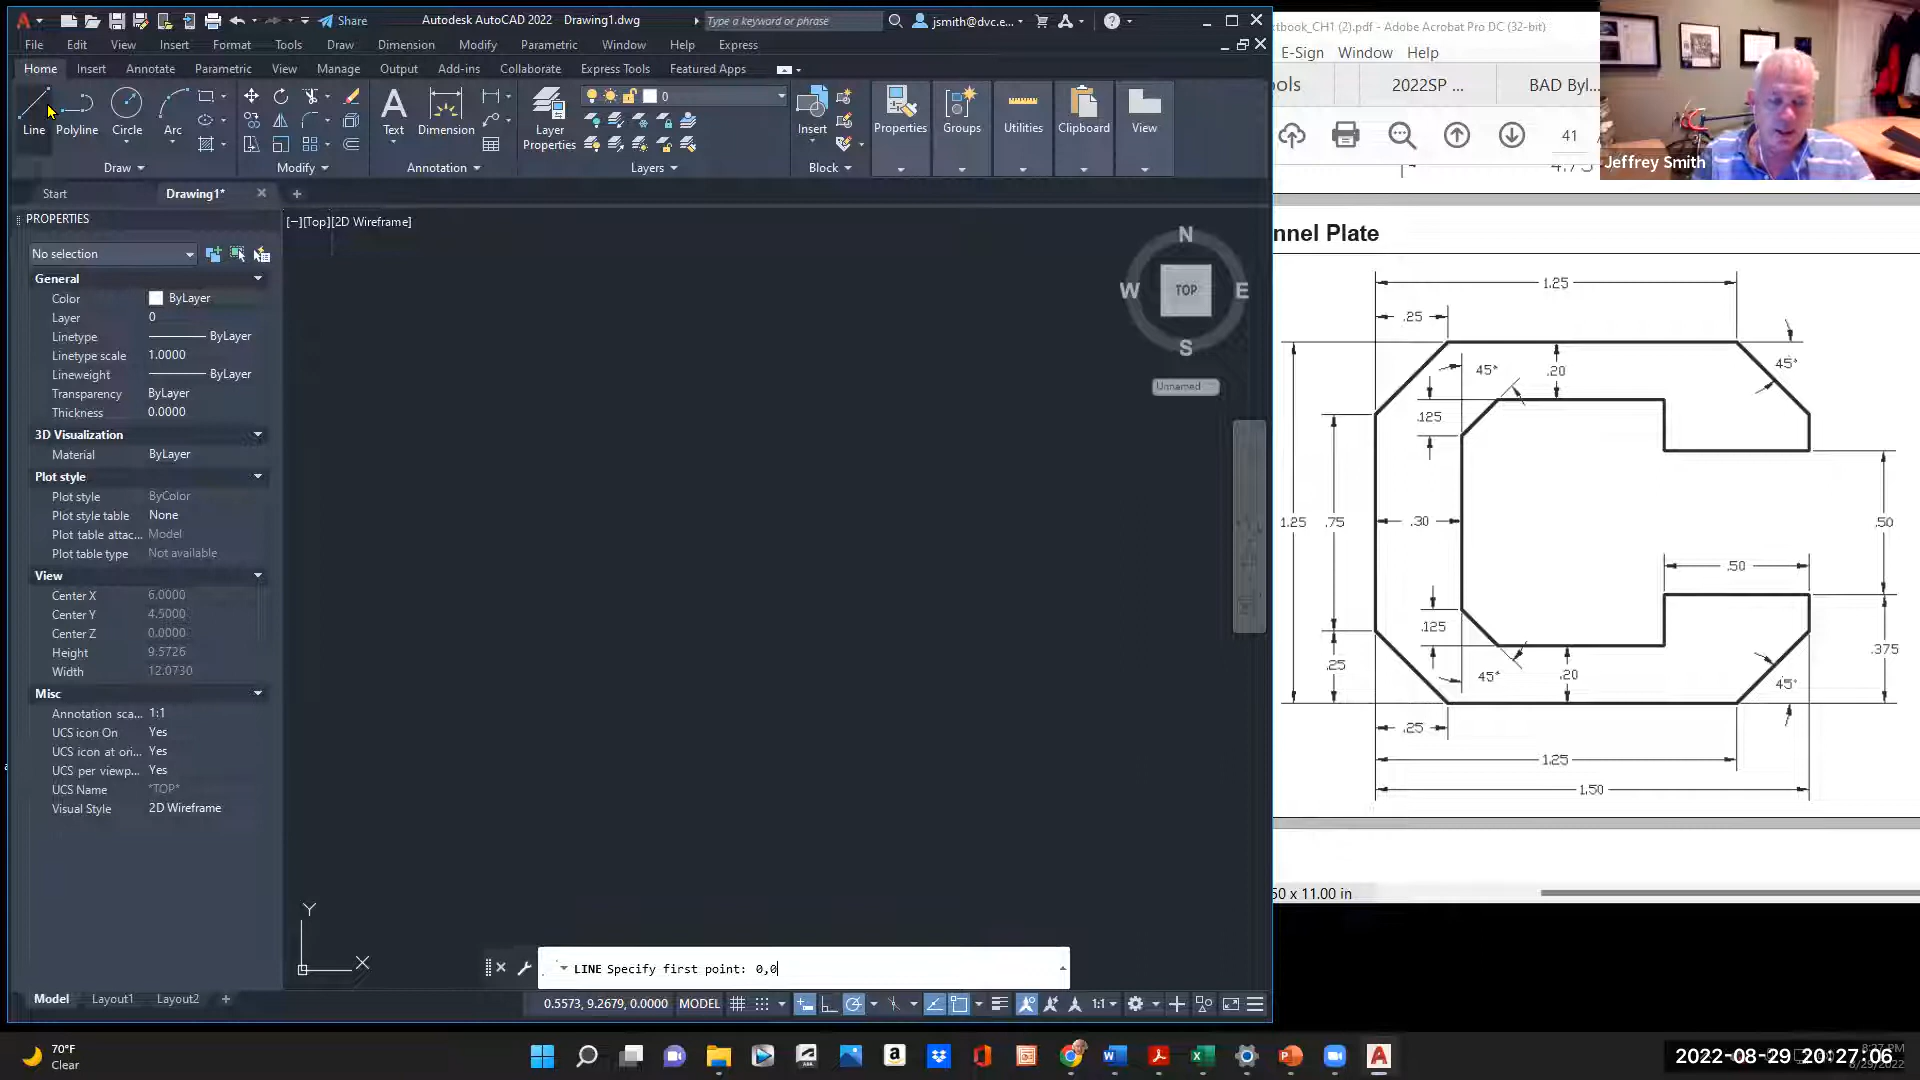 Share
Autodesk AutoCAD 2022 Drawing1.dwg
Type a keyword or phrase
jsmith@dvc.e...
File Edit View Insert Format Tools Draw Dimension Modify Parametric Window Help Express
Home Insert Annotate Parametric View Manage Output Add-ins Collaborate Express Tools Featured Apps
Line Polyline Circle Arc
Text Dimension
Layer Properties
0
Insert
Properties Groups Utilities Clipboard View
Draw Modify Annotation Layers Block
Start Drawing1*
PROPERTIES
[−][Top][2D Wireframe]
No selection
General
Color ByLayer
Layer 0
Linetype ByLayer
Linetype scale 1.0000
Lineweight ByLayer
Transparency ByLayer
Thickness 0.0000
3D Visualization
Material ByLayer
Plot style
Plot style ByColor
Plot style table None
Plot table attac... Model
Plot table type Not available
View
Center X 6.0000
Center Y 4.5000
Center Z 0.0000
Height 9.5726
Width 12.0730
Misc
Annotation sca... 1:1
UCS icon On Yes
UCS icon at ori... Yes
UCS per viewp... Yes
UCS Name *TOP*
Visual Style 2D Wireframe
N
W TOP E
S
Unnamed
Y
X
LINE Specify first point: 0,0
Model Layout1 Layout2
0.5573, 9.2679, 0.0000 MODEL 1:1
tbook_CH1 (2).pdf - Adobe Acrobat Pro DC (32-bit)
E-Sign Window Help
ols 2022SP ... BAD Byl...
41
Jeffrey Smith
nnel Plate
1.25
.25
45°
.20
45°
.125
1.25
.75
.30
.50
.50
.125
.25
45°
.20
45°
.375
.25
1.25
1.50
50 x 11.00 in
70°F
Clear
2022-08-29 20:27:06